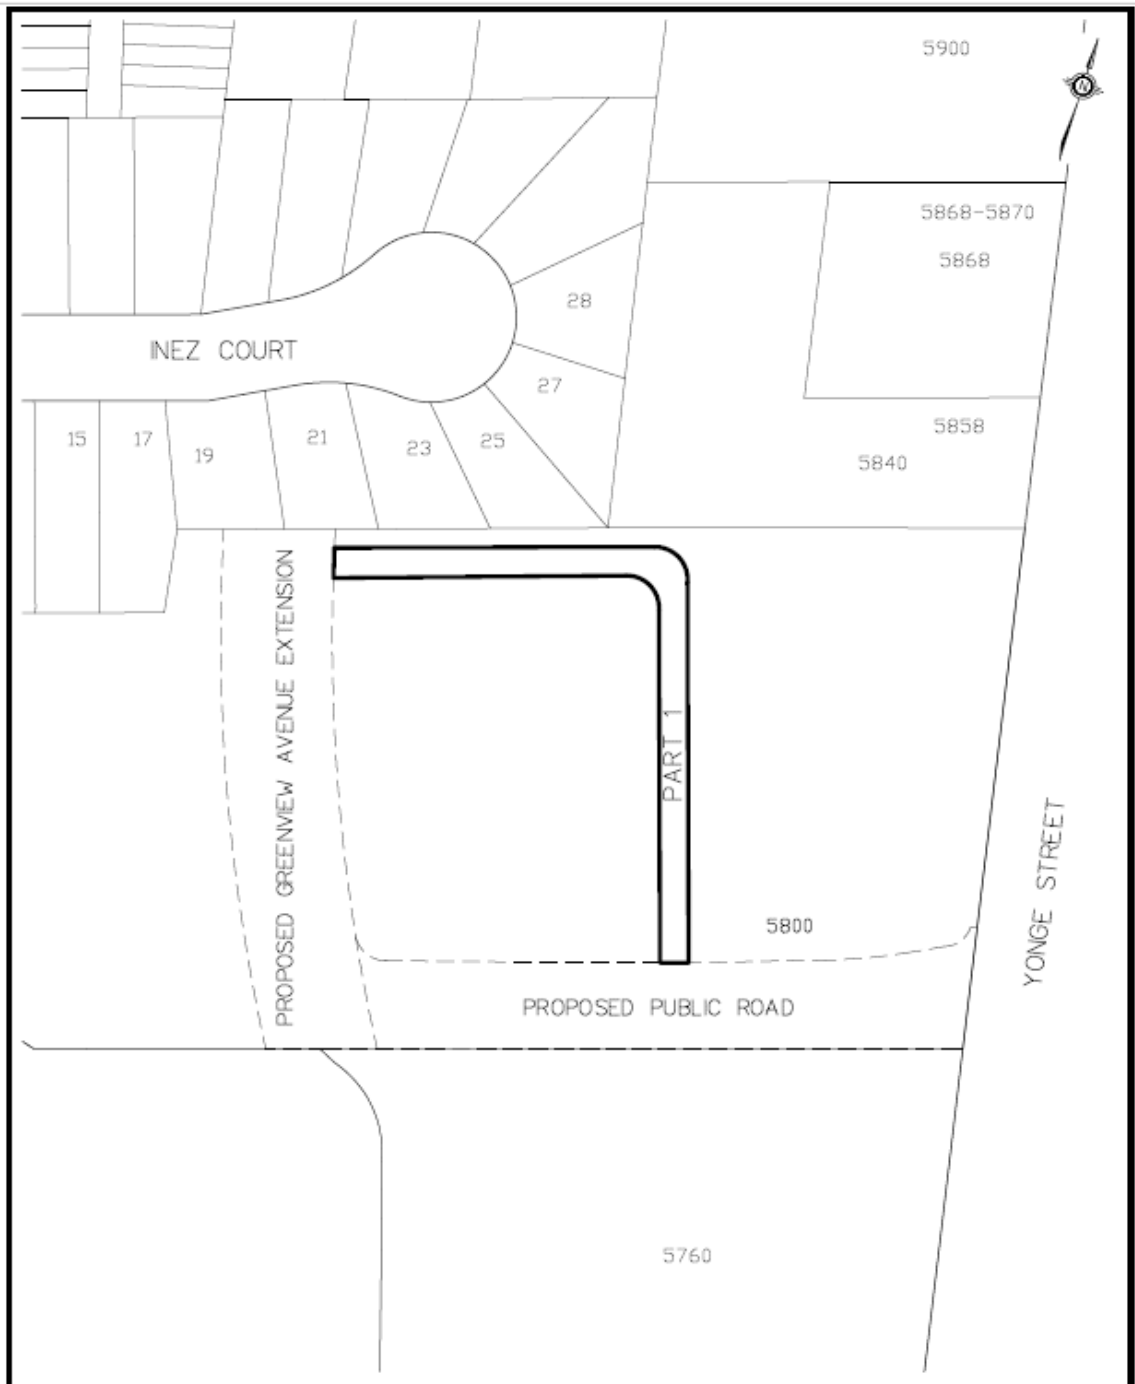 5900
N
5868-5870
5868
28
INEZ COURT
27
5858
15
17
19
21
23
25
5840
PROPOSED GREENVIEW AVENUE EXTENSION
PART 1
YONGE STREET
5800
PROPOSED PUBLIC ROAD
5760